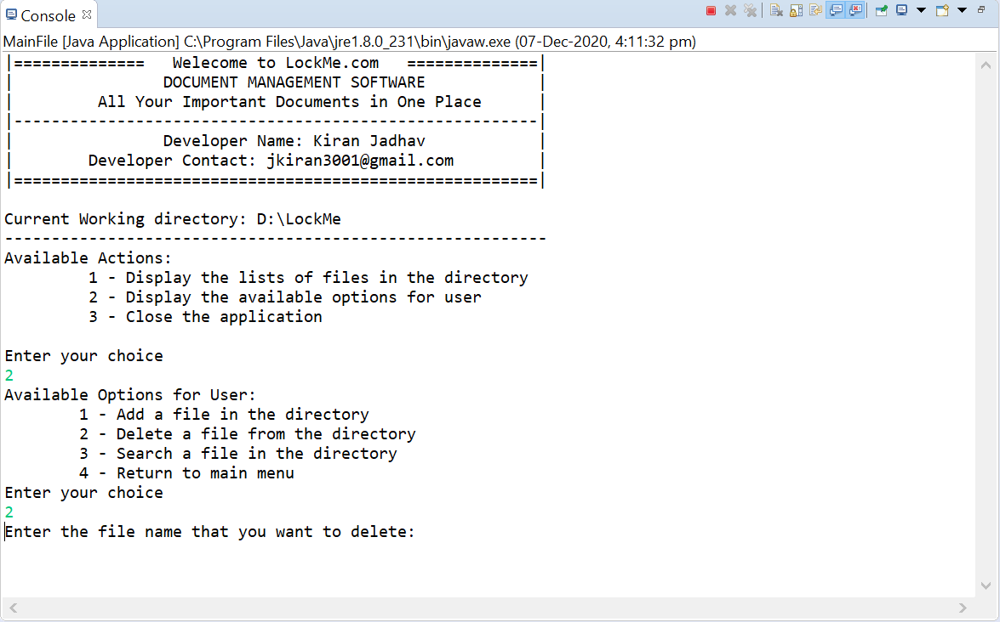 Console
MainFile [Java Application] C:\Program Files\Java\jre1.8.0_231\bin\javaw.exe (07-Dec-2020, 4:11:32 pm)
|==============   Welcome to LockMe.com   ==============|
|                DOCUMENT MANAGEMENT SOFTWARE            |
|         All Your Important Documents in One Place      |
|--------------------------------------------------------|
|                Developer Name: Kiran Jadhav            |
|        Developer Contact: jkiran3001@gmail.com         |
|========================================================|
Current Working directory: D:\LockMe
----------------------------------------------------------
Available Actions:
         1 - Display the lists of files in the directory
         2 - Display the available options for user
         3 - Close the application
Enter your choice
2
Available Options for User:
        1 - Add a file in the directory
        2 - Delete a file from the directory
        3 - Search a file in the directory
        4 - Return to main menu
Enter your choice
2
Enter the file name that you want to delete: